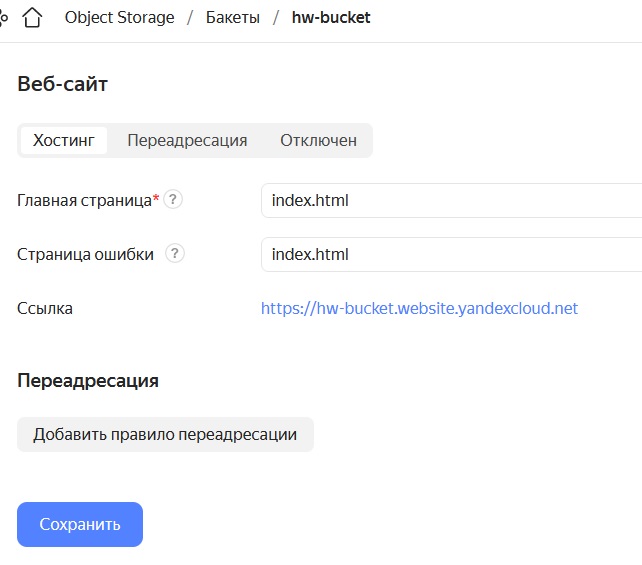 Object Storage / Бакеты / hw-bucket
Веб-сайт
Хостинг Переадресация Отключен
Главная страница* ? index.html
Страница ошибки ? index.html
Ссылка https://hw-bucket.website.yandexcloud.net
Переадресация
Добавить правило переадресации
Сохранить